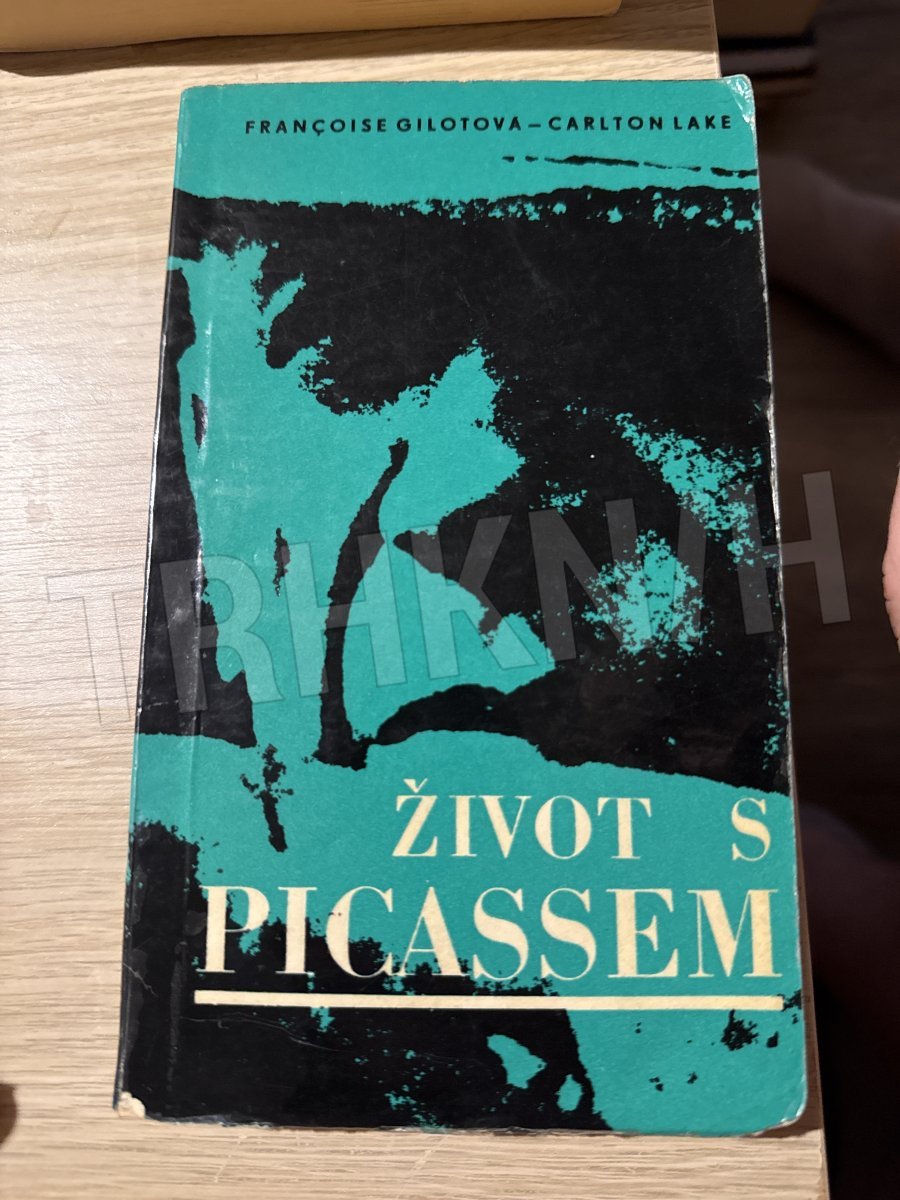 FRANÇOISE GILOTOVÁ – CARLTON LAKE
TRHKNIH
ŽIVOT S
PICASSEM